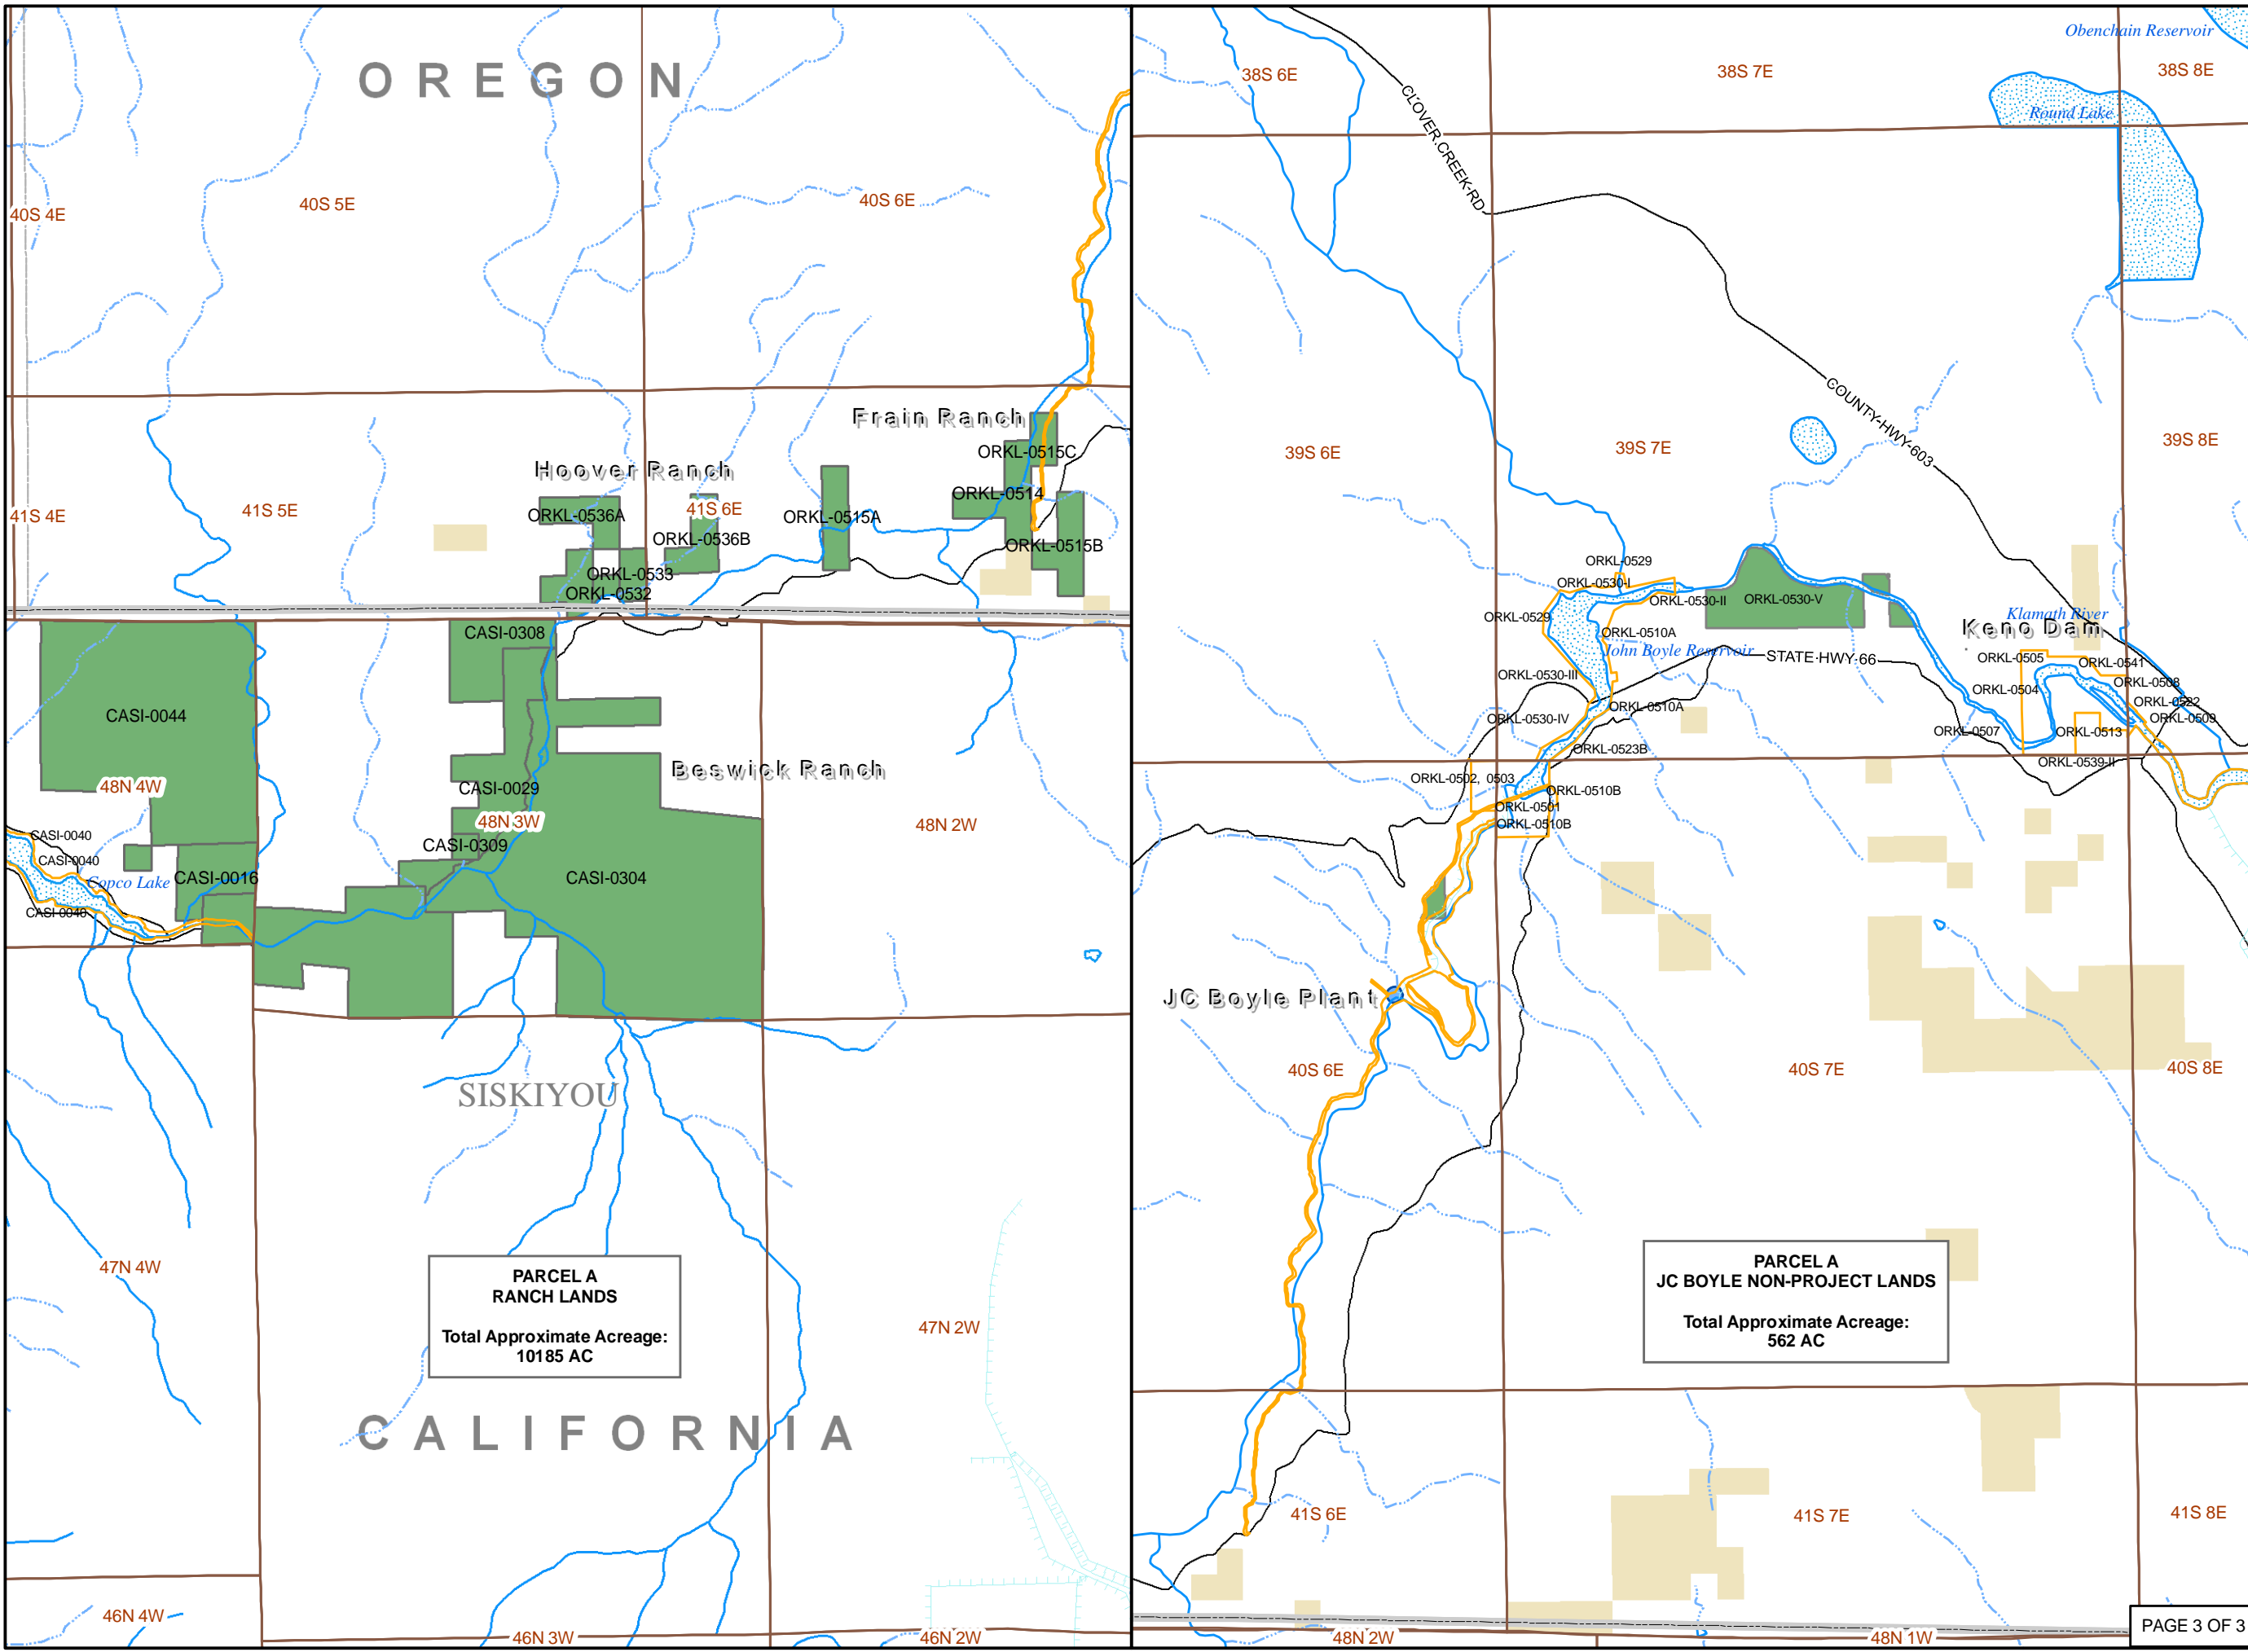 OREGON
40S 4E
40S 5E
40S 6E
Frain Ranch
ORKL-0515C
Hoover Ranch
ORKL-0514
41S 4E
41S 5E
ORKL-0536A
41S 6E
ORKL-0515A
ORKL-0536B
ORKL-0515B
ORKL-0533
ORKL-0532
CASI-0308
CASI-0044
Beswick Ranch
48N 4W
CASI-0029
48N 3W
48N 2W
CASI-0040
CASI-0309
CASI-0040
Copco Lake
CASI-0016
CASI-0304
CASI-0040
SISKIYOU
47N 4W
PARCEL A
RANCH LANDS
Total Approximate Acreage:
10185 AC
47N 2W
CALIFORNIA
46N 4W
46N 3W
46N 2W
Obenchain Reservoir
38S 6E
38S 7E
38S 8E
CLOVER CREEK RD
Round Lake
COUNTY HWY 603
39S 6E
39S 7E
39S 8E
ORKL-0529
ORKL-0530-I
ORKL-0530-II
ORKL-0530-V
ORKL-0529
Klamath River
Keno Dam
ORKL-0510A
John Boyle Reservoir
STATE HWY 66
ORKL-0505
ORKL-0541
ORKL-0530-III
ORKL-0504
ORKL-0508
ORKL-0522
ORKL-0510A
ORKL-0530-IV
ORKL-0509
ORKL-0507
ORKL-0513
ORKL-0523B
ORKL-0539-II
ORKL-0502, 0503
ORKL-0510B
ORKL-0501
ORKL-0510B
JC Boyle Plant
40S 6E
40S 7E
40S 8E
PARCEL A
JC BOYLE NON-PROJECT LANDS
Total Approximate Acreage:
562 AC
41S 6E
41S 7E
41S 8E
48N 2W
48N 1W
PAGE 3 OF 3